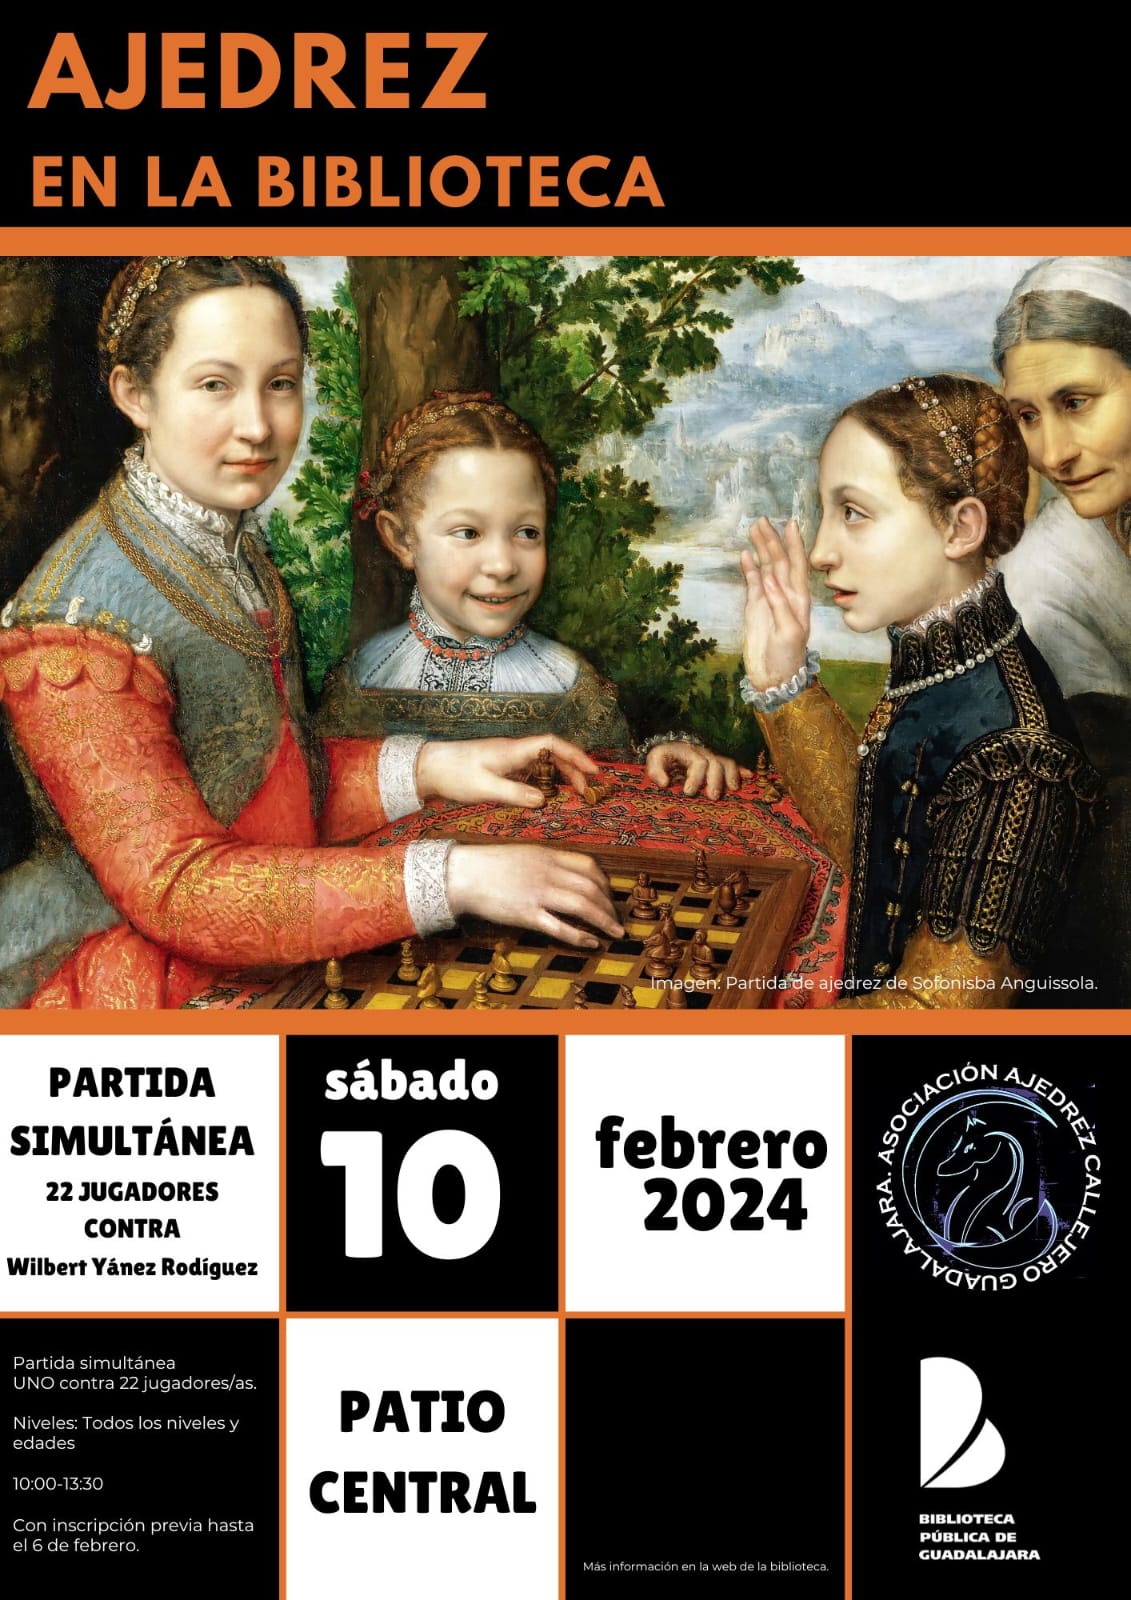 AJEDREZ
EN LA BIBLIOTECA
Imagen: Partida de ajedrez de Sofonisba Anguissola.
PARTIDA
SIMULTÁNEA
22 JUGADORES
CONTRA
Wilbert Yánez Rodíguez
sábado
10
febrero
2024
ASOCIACIÓN AJEDREZ CALLEJERO GUADALAJARA.
Partida simultánea
UNO contra 22 jugadores/as.
Niveles: Todos los niveles y
edades
10:00-13:30
Con inscripción previa hasta
el 6 de febrero.
PATIO
CENTRAL
Más información en la web de la biblioteca.
BIBLIOTECA
PÚBLICA DE
GUADALAJARA